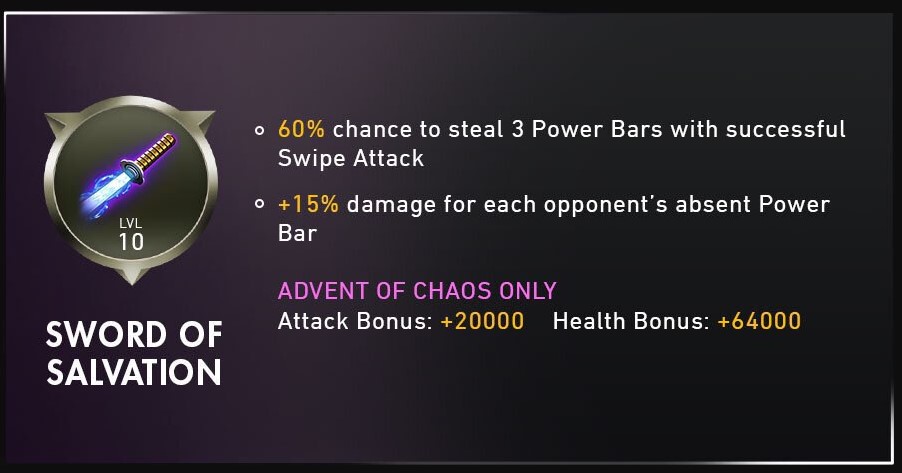 60% chance to steal 3 Power Bars with successful
Swipe Attack
+15% damage for each opponent's absent Power
Bar
ADVENT OF CHAOS ONLY
Attack Bonus: +20000 Health Bonus: +64000
LVL
10
SWORD OF
SALVATION